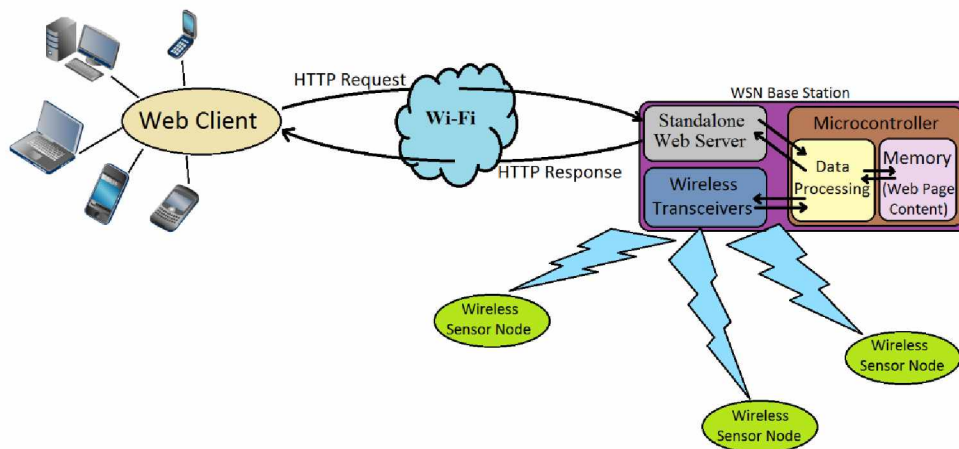 HTTP Request
Web Client
Wi-Fi
HTTP Response
WSN Base Station
Standalone
Web Server
Microcontroller
Data
Processing
Memory
(Web Page
Content)
Wireless
Transceivers
Wireless
Sensor Node
Wireless
Sensor Node
Wireless
Sensor Node